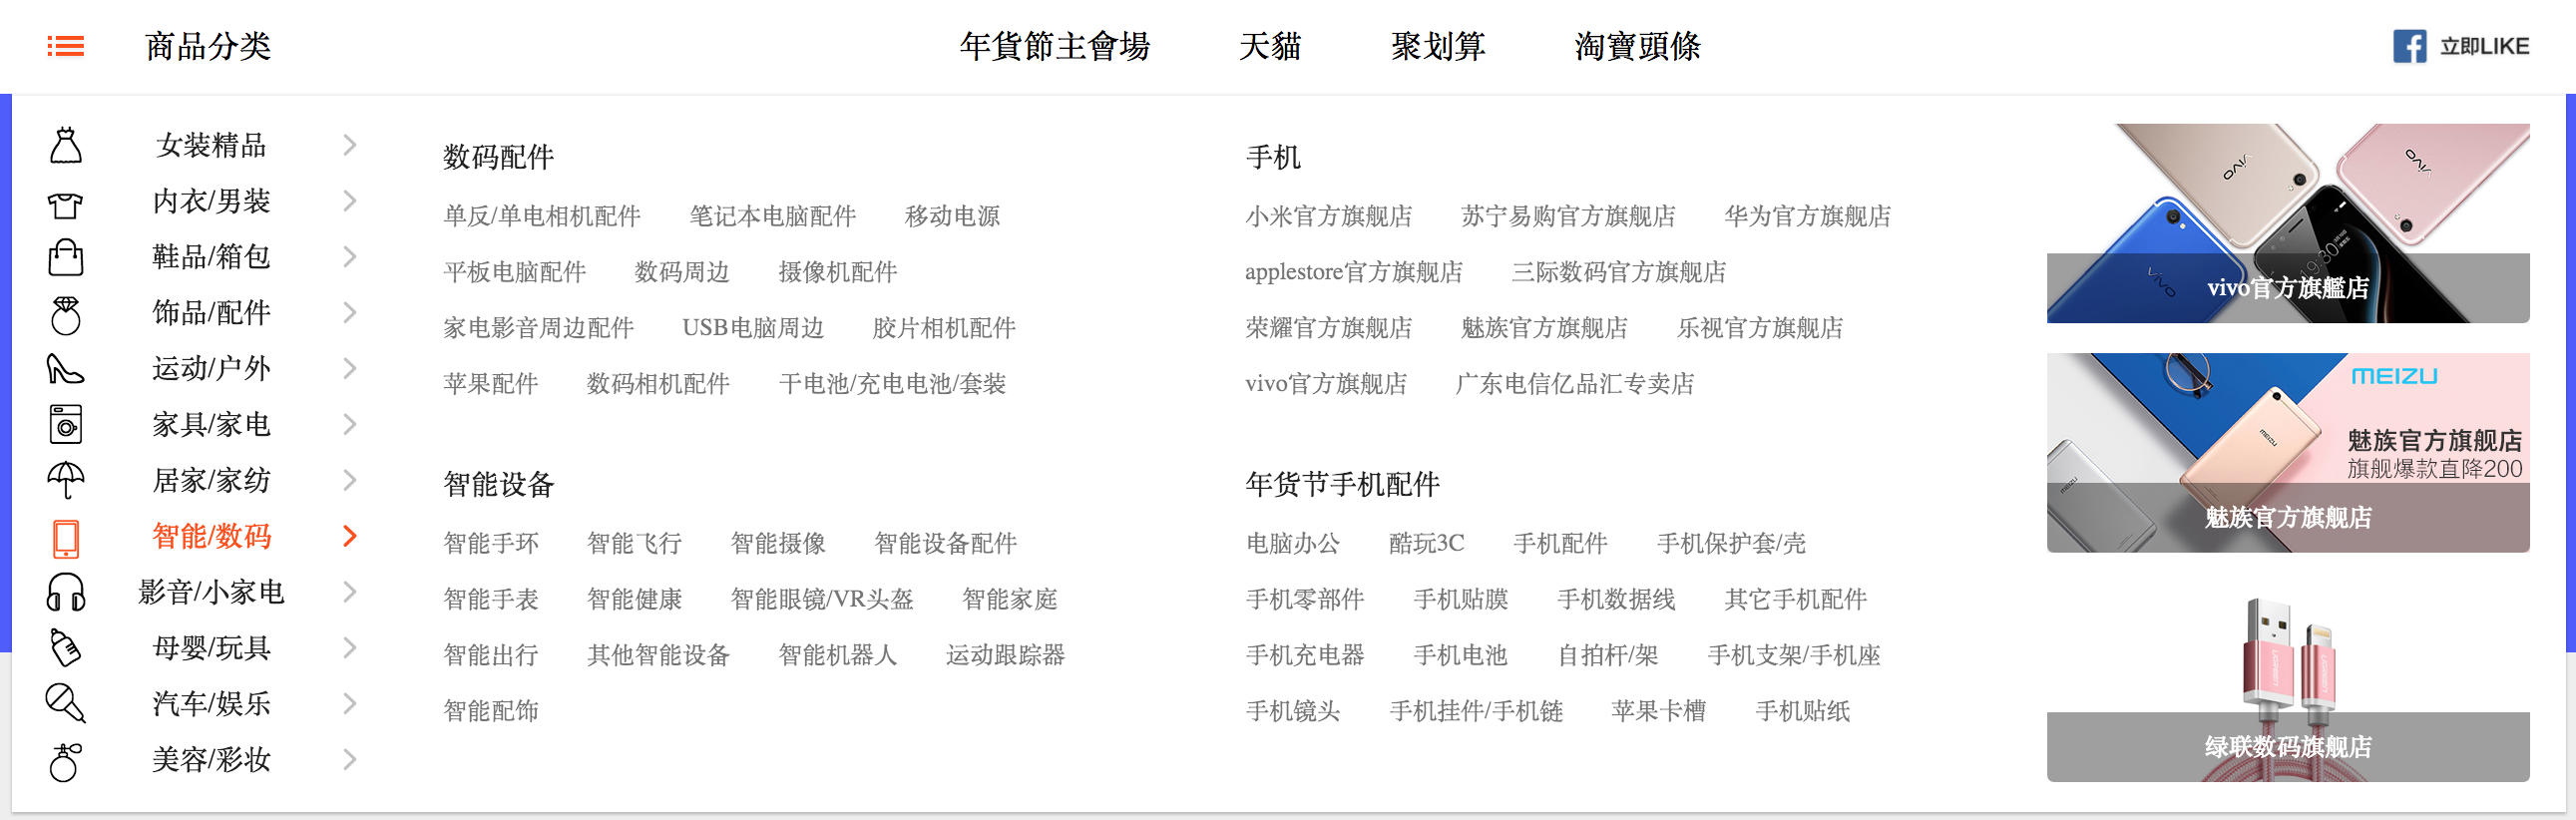 商品分类 年貨節主會場 天貓 聚划算 淘寶頭條 立即LIKE
女装精品
内衣/男装
鞋品/箱包
饰品/配件
运动/户外
家具/家电
居家/家纺
智能/数码
影音/小家电
母婴/玩具
汽车/娱乐
美容/彩妆
数码配件
单反/单电相机配件 笔记本电脑配件 移动电源
平板电脑配件 数码周边 摄像机配件
家电影音周边配件 USB电脑周边 胶片相机配件
苹果配件 数码相机配件 干电池/充电电池/套装
手机
小米官方旗舰店 苏宁易购官方旗舰店 华为官方旗舰店
applestore官方旗舰店 三际数码官方旗舰店
荣耀官方旗舰店 魅族官方旗舰店 乐视官方旗舰店
vivo官方旗舰店 广东电信亿品汇专卖店
智能设备
智能手环 智能飞行 智能摄像 智能设备配件
智能手表 智能健康 智能眼镜/VR头盔 智能家庭
智能出行 其他智能设备 智能机器人 运动跟踪器
智能配饰
年货节手机配件
电脑办公 酷玩3C 手机配件 手机保护套/壳
手机零部件 手机贴膜 手机数据线 其它手机配件
手机充电器 手机电池 自拍杆/架 手机支架/手机座
手机镜头 手机挂件/手机链 苹果卡槽 手机贴纸
vivo
vivo
vivo
19:30
vivo官方旗艦店
MEIZU
MEIZU
MEIZU
魅族官方旗舰店
旗舰爆款直降200
魅族官方旗舰店
UGREEN
UGREEN
绿联数码旗舰店